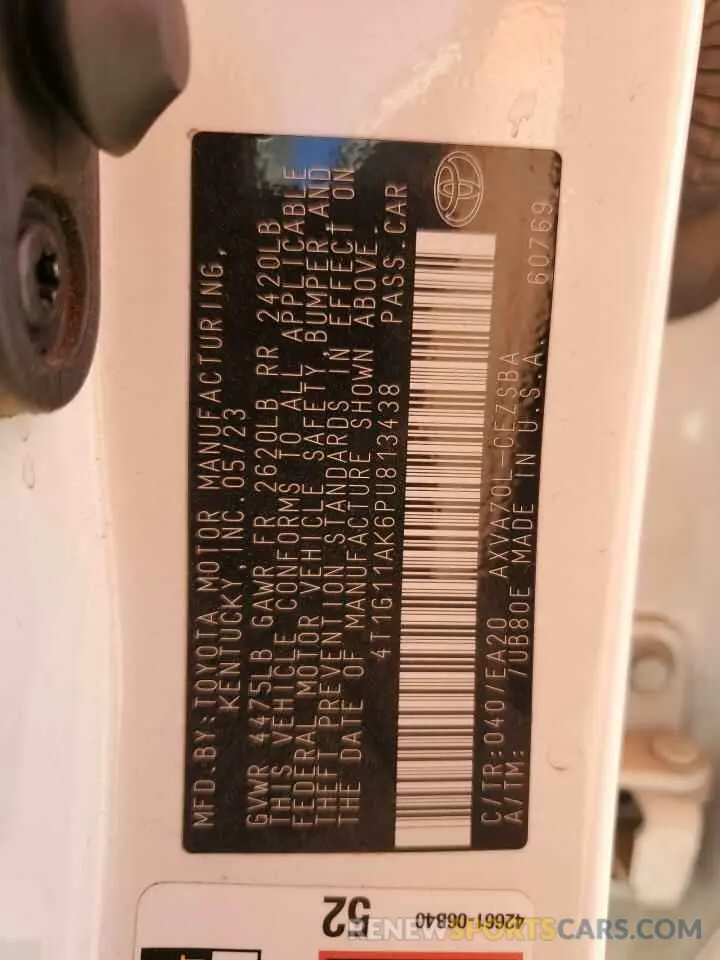 MFD.BY:TOYOTA MOTOR MANUFACTURING,
KENTUCKY,INC.05/23
GVWR 4475LB GAWR FR 2620LB RR 2420LB
THIS VEHICLE CONFORMS TO ALL APPLICABLE
FEDERAL MOTOR VEHICLE SAFETY,BUMPER,AND
THEFT PREVENTION STANDARDS IN EFFECT ON
THE DATE OF MANUFACTURE SHOWN ABOVE.
4T1G11AK6PU813438 PASS.CAR
C/TR:040/EA20 AXVA70L-CEZSBA
A/TM: /UB80E MADE IN U.S.A. 60769
52
42661-06B40
RENEWSPORTSCARS.COM